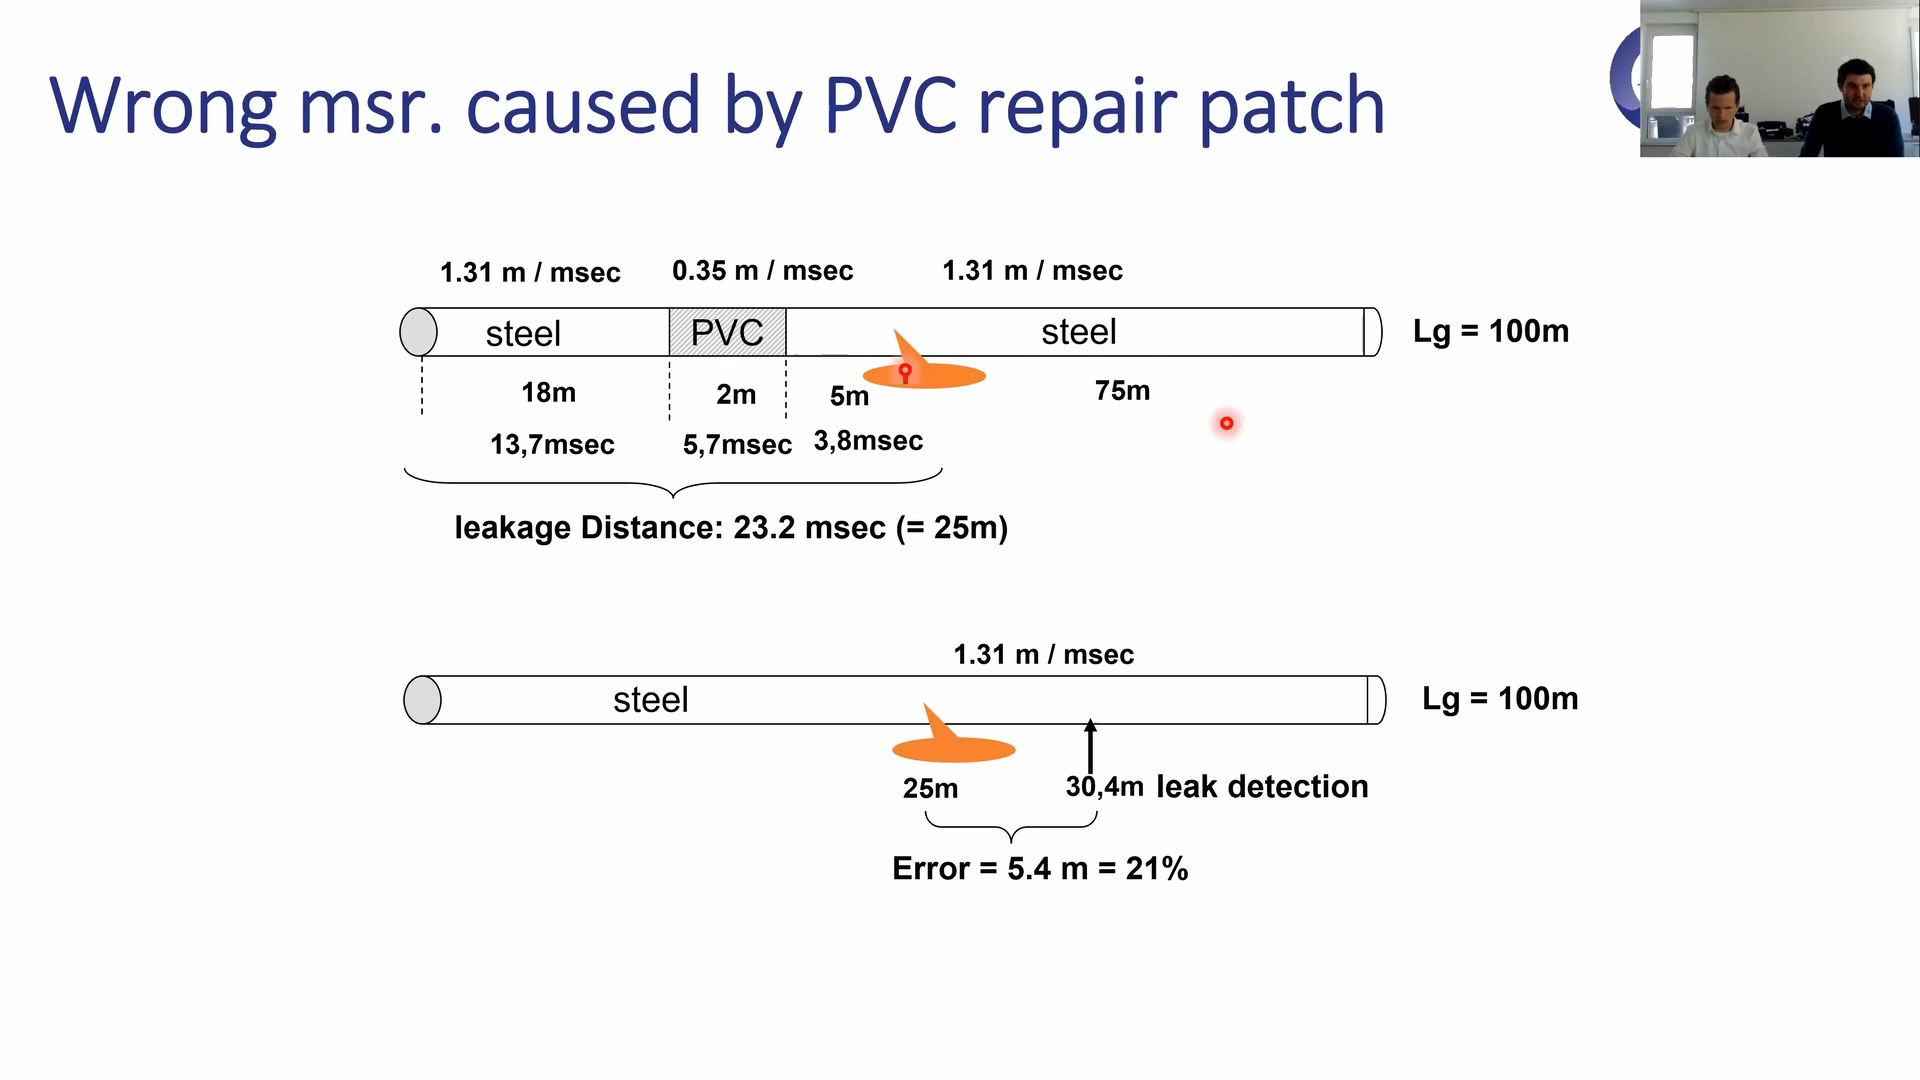 Wrong msr. caused by PVC repair patch
1.31 m / msec 0.35 m / msec 1.31 m / msec
steel PVC steel Lg = 100m
18m 2m 5m 75m
13,7msec 5,7msec 3,8msec
leakage Distance: 23.2 msec (= 25m)
1.31 m / msec
steel Lg = 100m
25m 30,4m leak detection
Error = 5.4 m = 21%